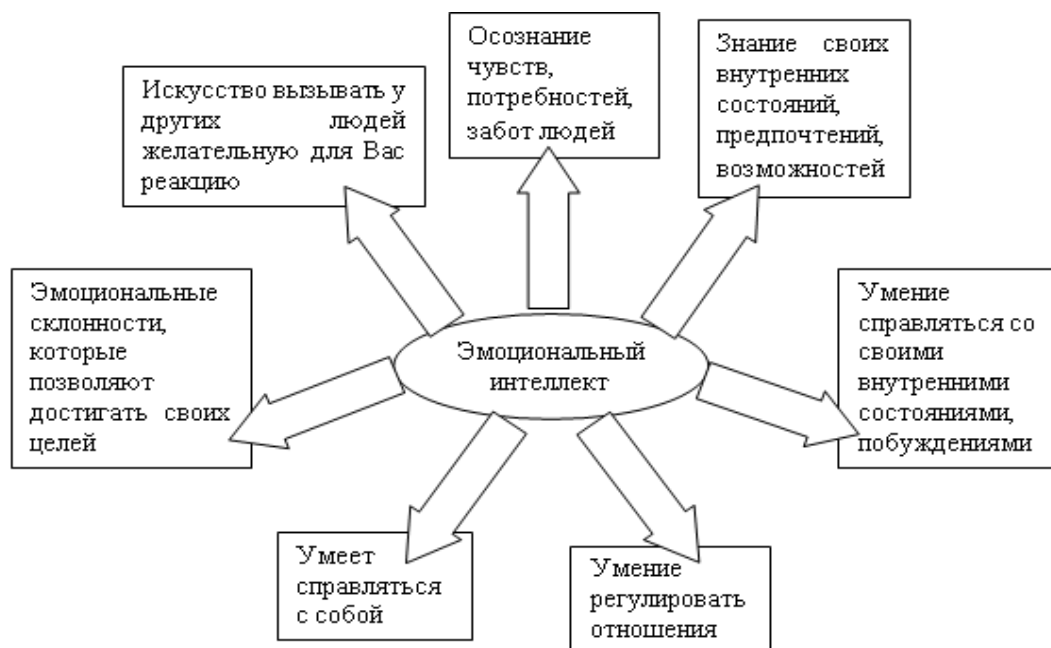 Осознание
чувств,
потребностей,
забот людей
Знание своих
внутренних
состояний,
предпочтений,
возможностей
Искусство вызывать у
других людей
желательную для Вас
реакцию
Эмоциональные
склонности,
которые
позволяют
достигать своих
целей
Эмоциональный
интеллект
Умение
справляться со
своими
внутренними
состояниями,
побуждениями
Умеет
справляться
с собой
Умение
регулировать
отношения